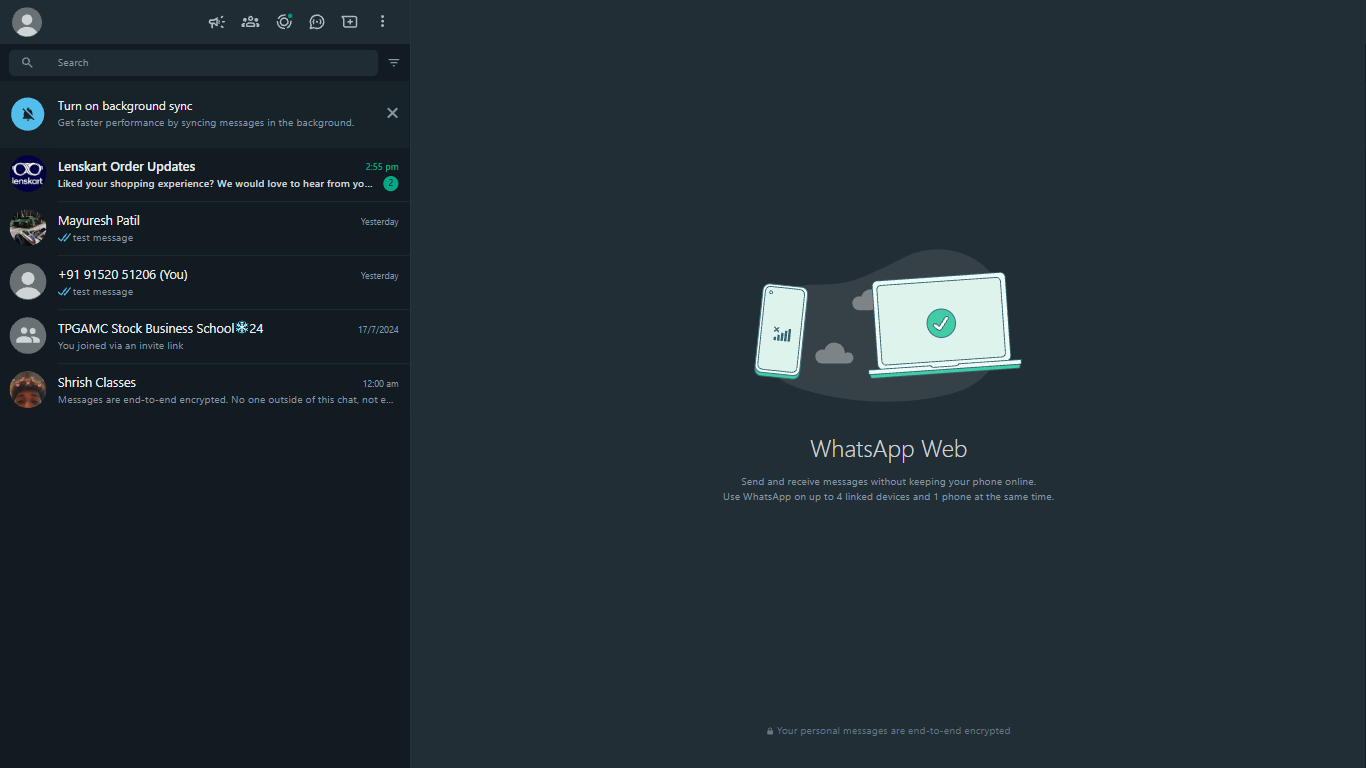 Search
Turn on background sync
Get faster performance by syncing messages in the background.
lenskart
Lenskart Order Updates 2:55 pm
Liked your shopping experience? We would love to hear from yo... 2
Mayuresh Patil Yesterday
test message
+91 91520 51206 (You) Yesterday
test message
TPGAMC Stock Business School❄24 17/7/2024
You joined via an invite link
Shrish Classes 12:00 am
Messages are end-to-end encrypted. No one outside of this chat, not e...
WhatsApp Web
Send and receive messages without keeping your phone online.
Use WhatsApp on up to 4 linked devices and 1 phone at the same time.
Your personal messages are end-to-end encrypted